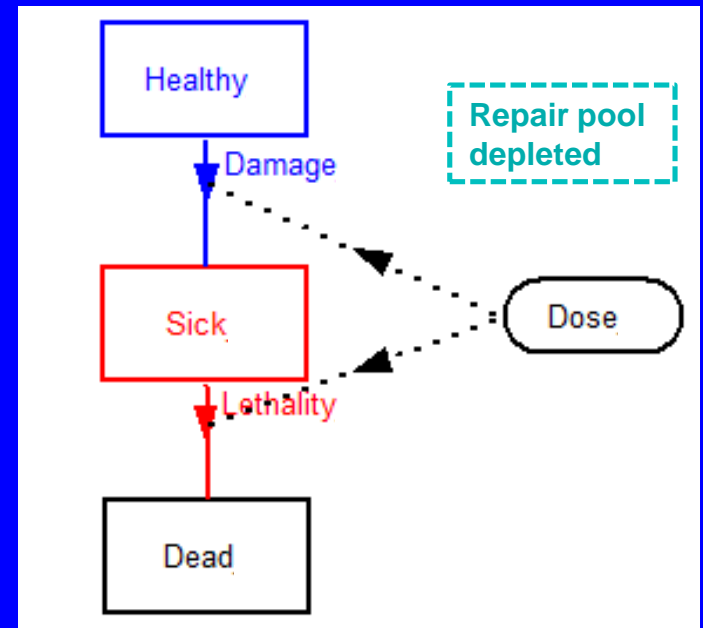 Healthy
Repair pool
depleted
Damage
Sick
Dose
Lethality
Dead